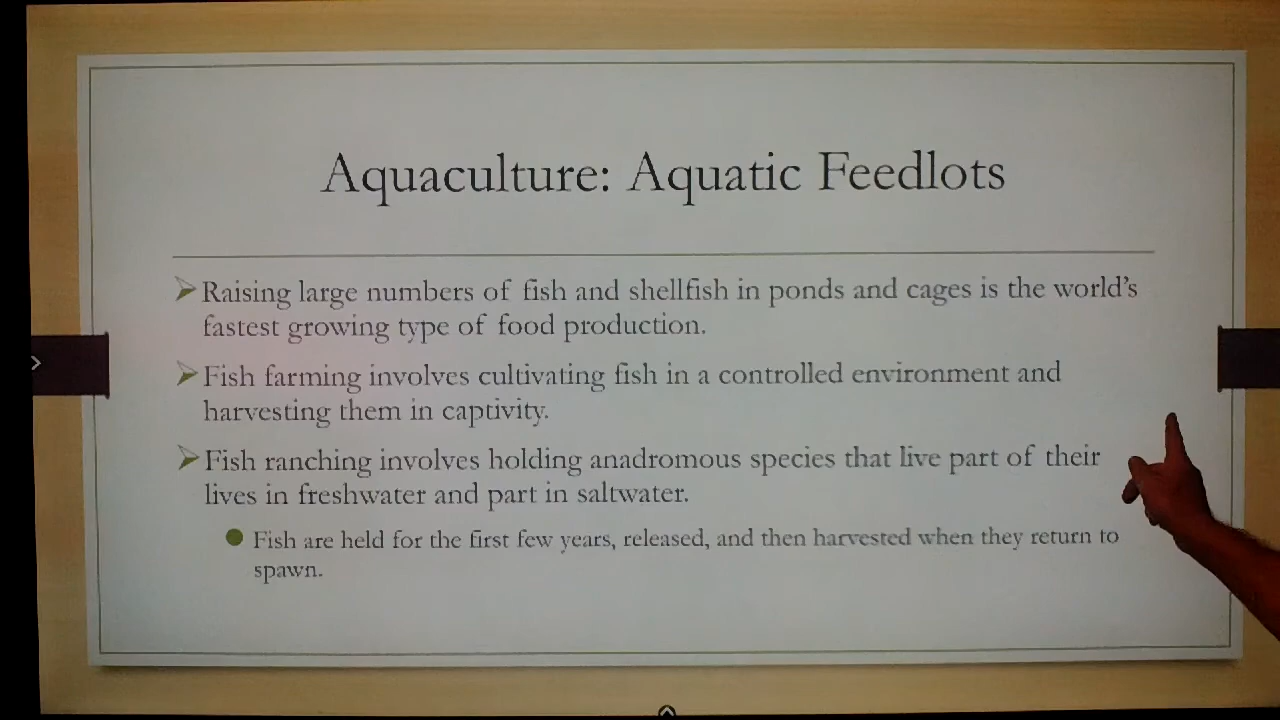 Aquaculture: Aquatic Feedlots
Raising large numbers of fish and shellfish in ponds and cages is the world's
fastest growing type of food production.
Fish farming involves cultivating fish in a controlled environment and
harvesting them in captivity.
Fish ranching involves holding anadromous species that live part of their
lives in freshwater and part in saltwater.
Fish are held for the first few years, released, and then harvested when they return to
spawn.